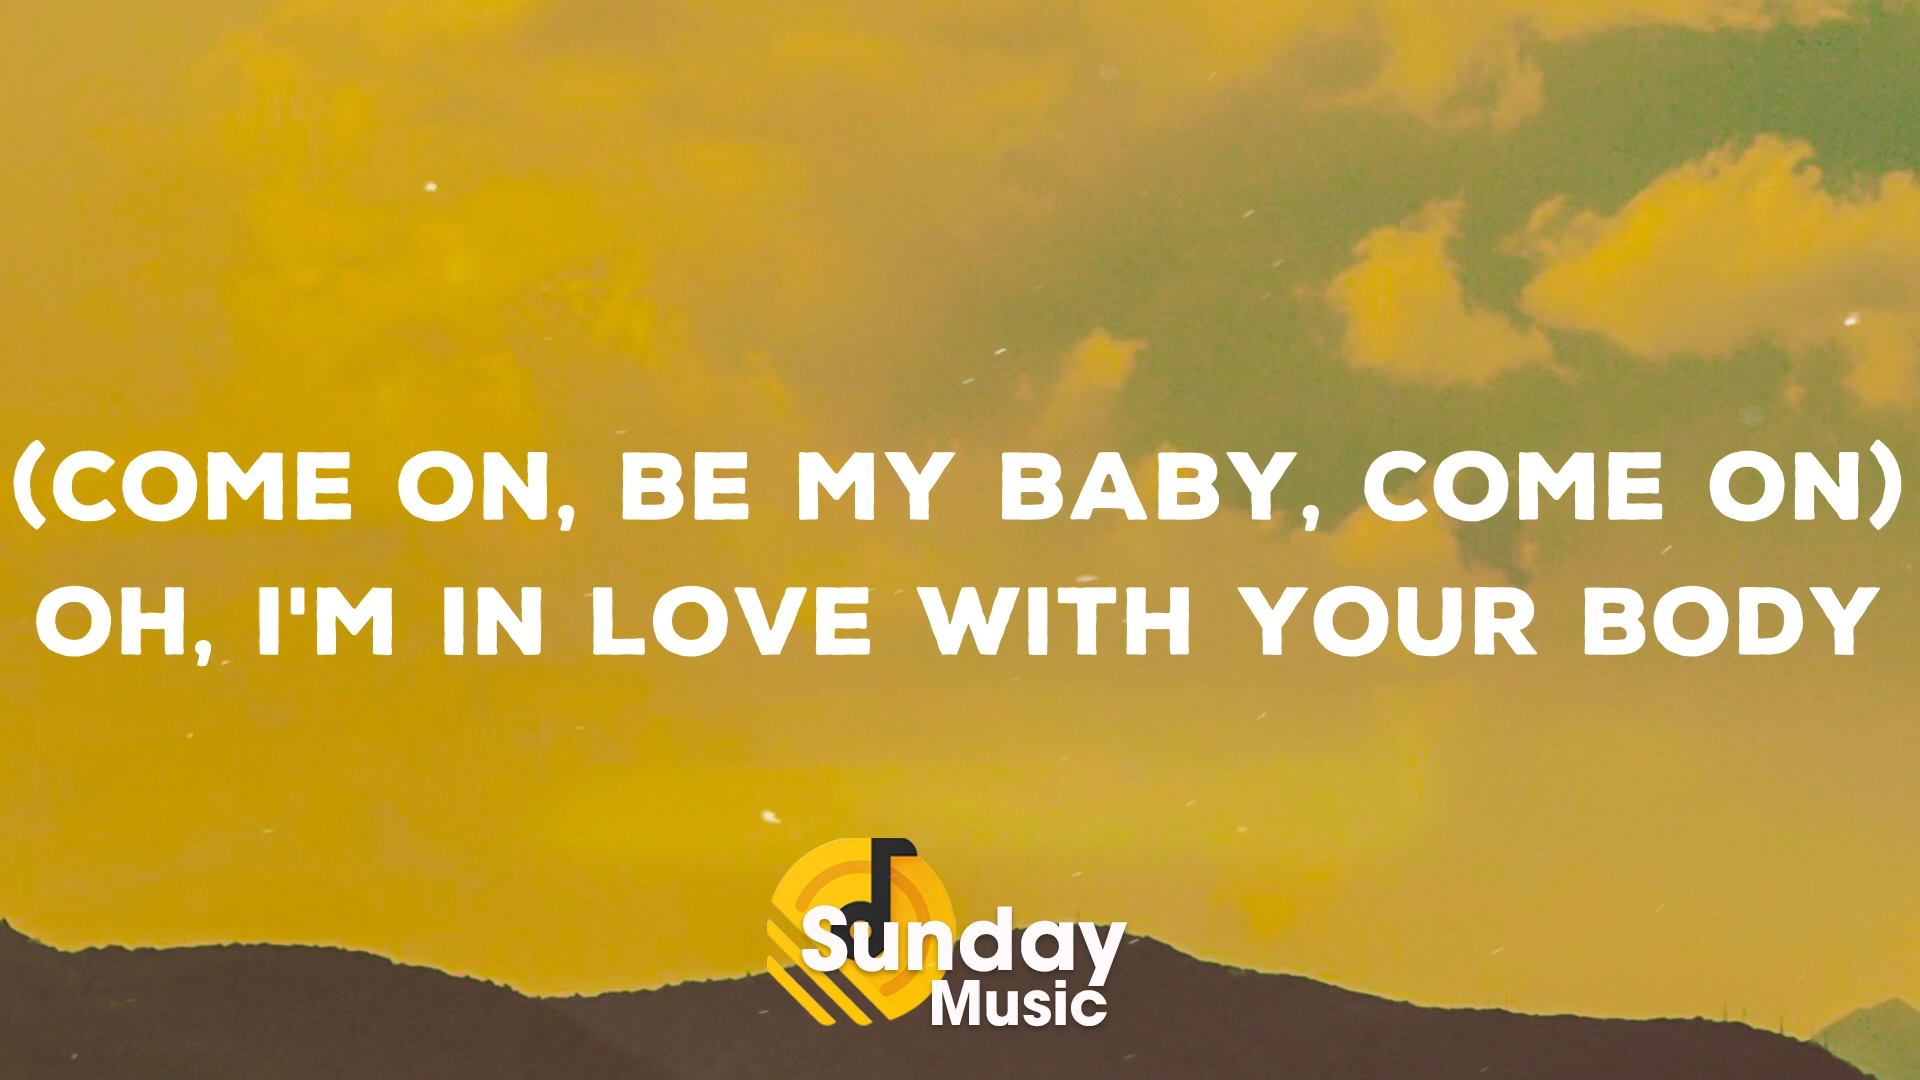 (COME ON, BE MY BABY, COME ON)
OH, I'M IN LOVE WITH YOUR BODY
Sunday
Music